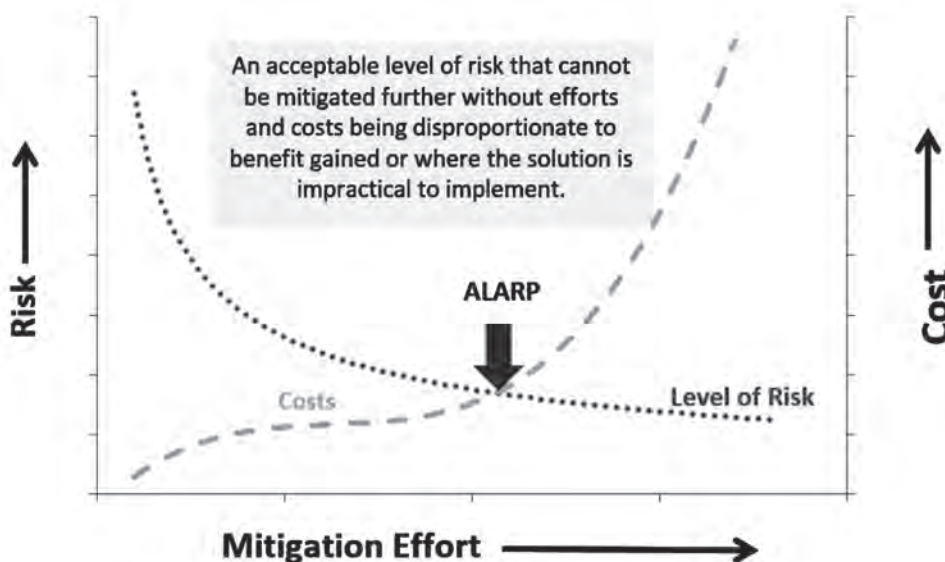 An acceptable level of risk that cannot
be mitigated further without efforts
and costs being disproportionate to
benefit gained or where the solution is
impractical to implement.
Risk
Cost
ALARP
Costs
Level of Risk
Mitigation Effort